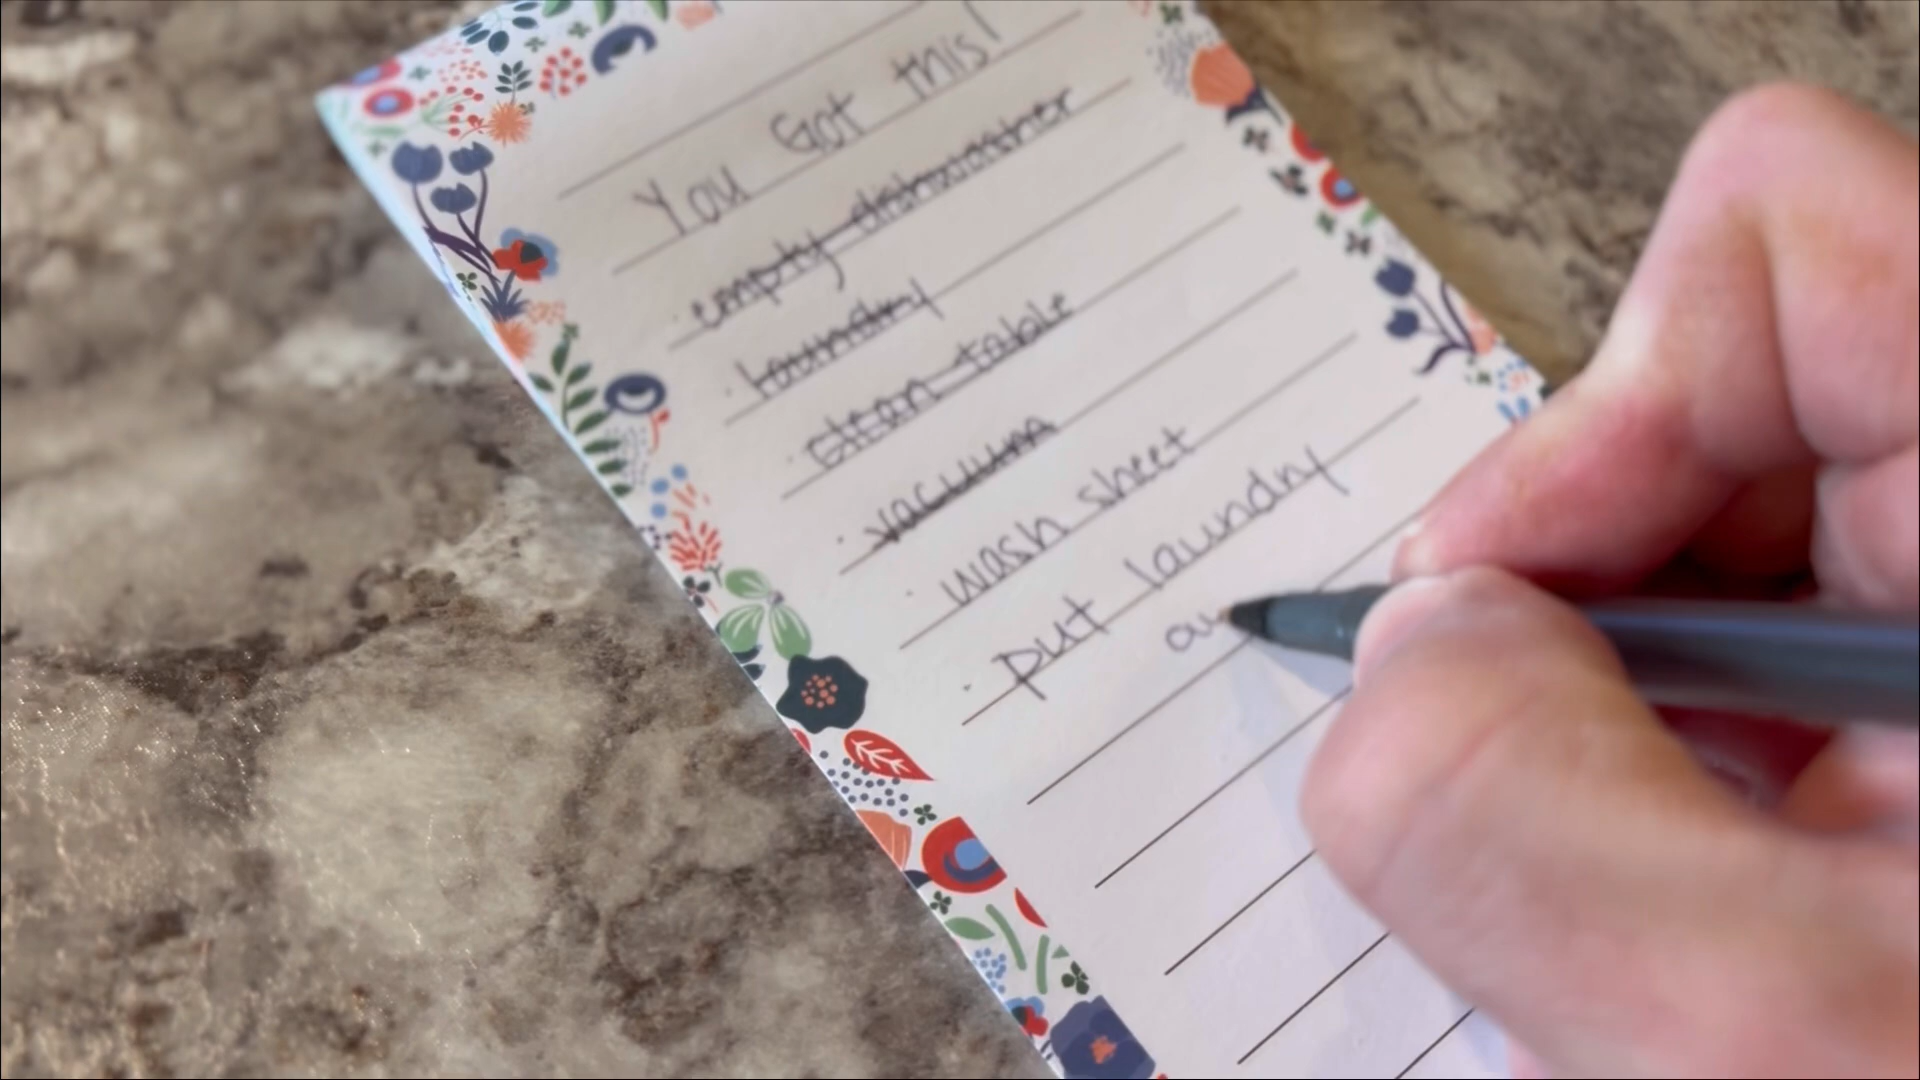 You Got this!
· empty dishwasher
· laundry
· clean table
· vacuum
· wash sheet
· put laundry